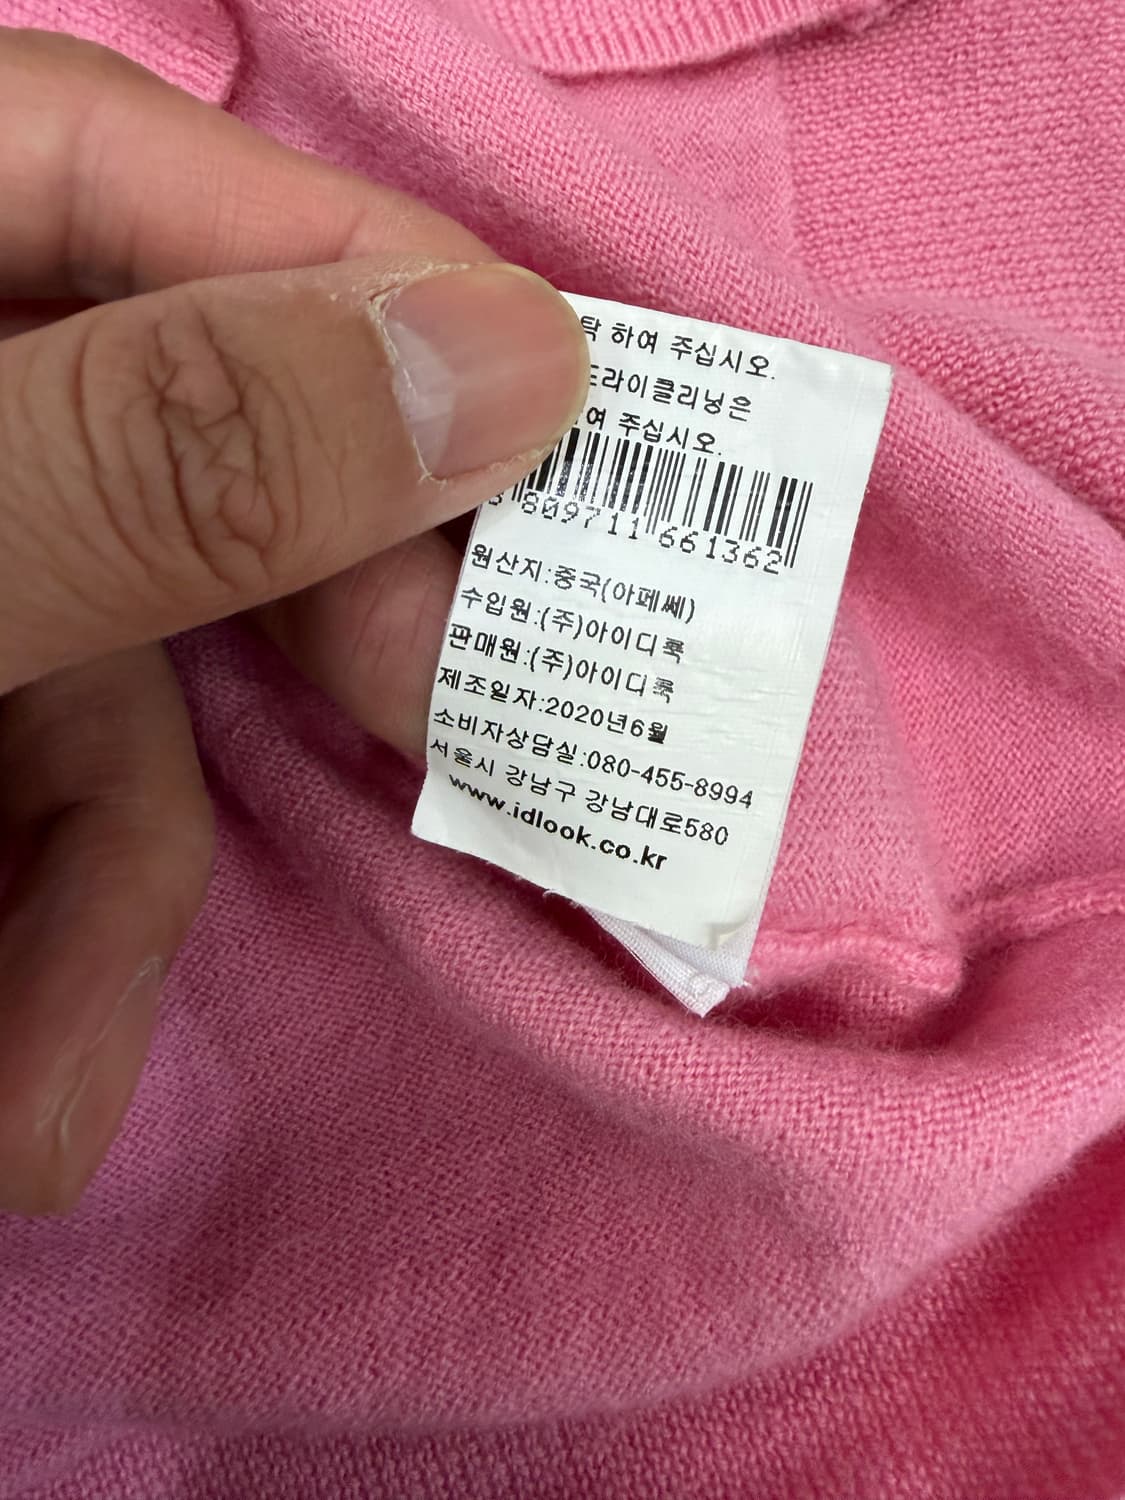 하여 주십시오.
드라이클리닝은
하여 주십시오.
8 809711 661362
원산지:중국(아페쎄)
수입원:(주)아이디룩
판매원:(주)아이디룩
제조일자:2020년6월
소비자상담실:080-455-8994
서울시 강남구 강남대로580
www.idlook.co.kr